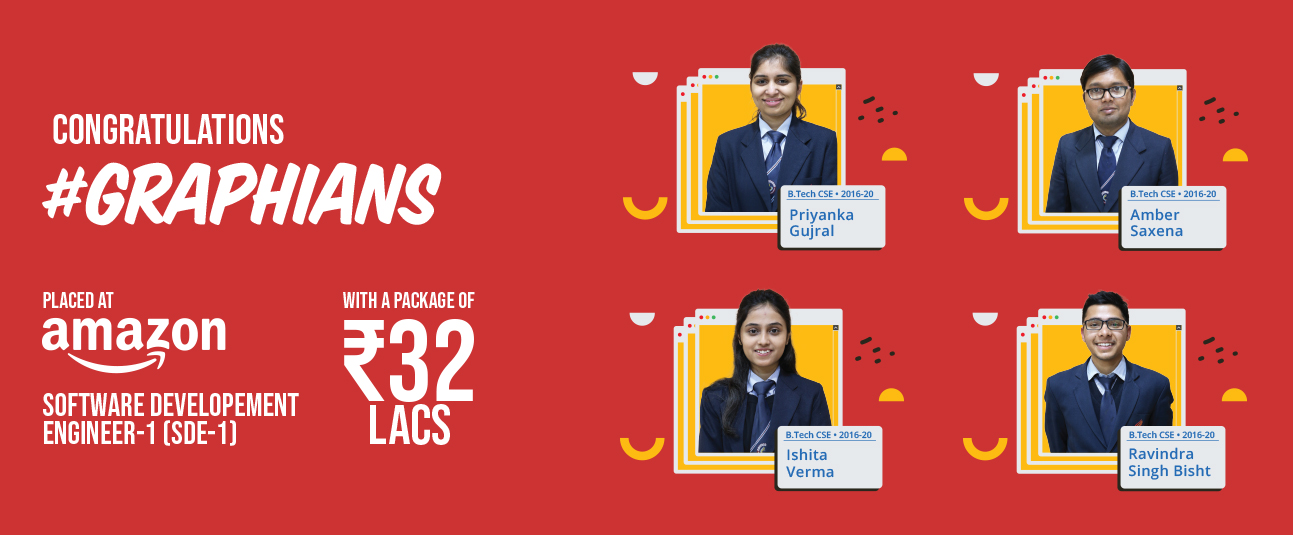 CONGRATULATIONS
#GRAPHIANS
PLACED AT
amazon
SOFTWARE DEVELOPEMENT
ENGINEER-1 (SDE-1)
WITH A PACKAGE OF
₹32
LACS
B.Tech CSE • 2016-20
Priyanka
Gujral
B.Tech CSE • 2016-20
Amber
Saxena
B.Tech CSE • 2016-20
Ishita
Verma
B.Tech CSE • 2016-20
Ravindra
Singh Bisht